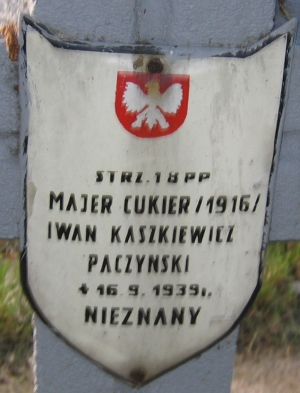 STRZ. 18 PP
MAJER CUKIER /1916/
IWAN KASZKIEWICZ
PACZYNSKI
+ 16. 9. 1939 r.
NIEZNANY